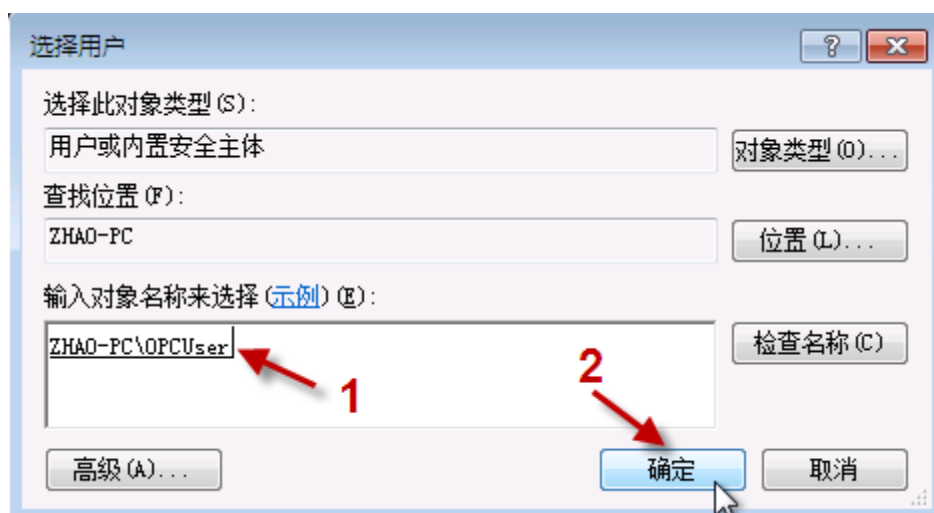 选择用户
选择此对象类型(S):
用户或内置安全主体
对象类型(O)...
查找位置(F):
ZHAO-PC
位置(L)...
输入对象名称来选择(示例)(E):
ZHAO-PC\OPCUser
检查名称(C)
1
2
高级(A)...
确定
取消